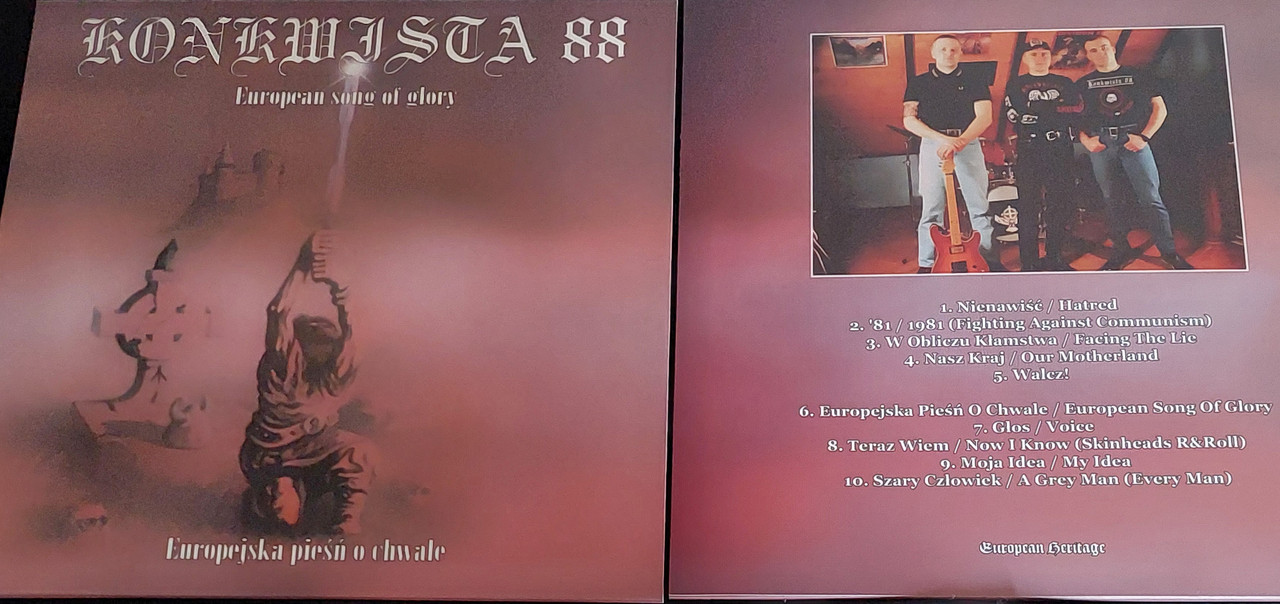 KONKWISTA 88
European song of glory
Europejska pieśń o chwale
Konkwista 88
1. Nienawiść / Hatred
2. '81 / 1981 (Fighting Against Communism)
3. W Obliczu Kłamstwa / Facing The Lie
4. Nasz Kraj / Our Motherland
5. Walcz!
6. Europejska Pieśń O Chwale / European Song Of Glory
7. Głos / Voice
8. Teraz Wiem / Now I Know (Skinheads R&Roll)
9. Moja Idea / My Idea
10. Szary Człowiek / A Grey Man (Every Man)
European Heritage